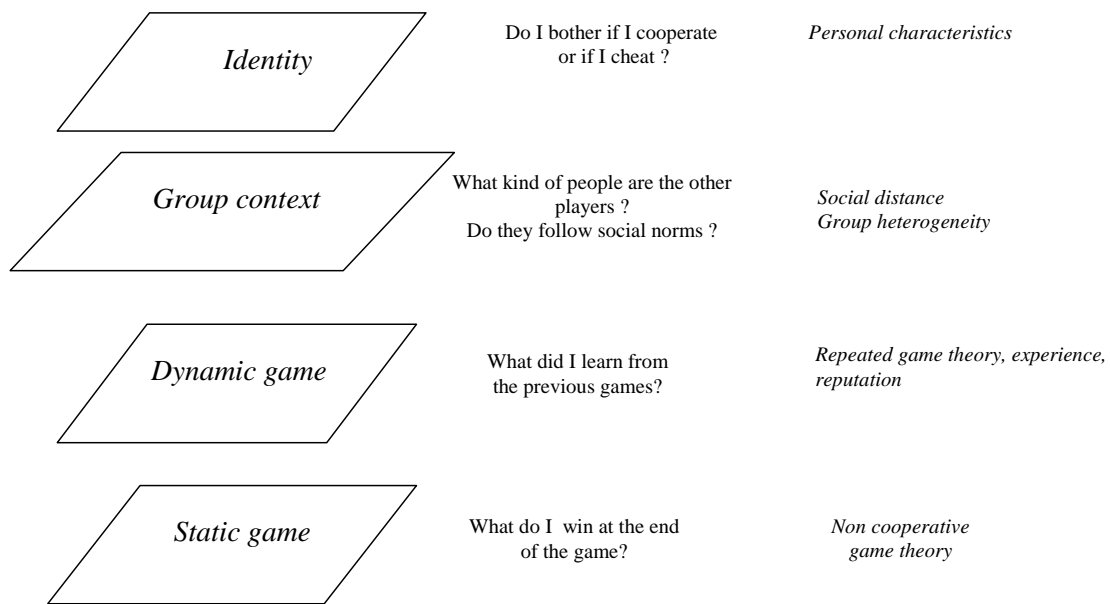 Identity
Do I bother if I cooperate
or if I cheat ?
Personal characteristics
Group context
What kind of people are the other
players ?
Do they follow social norms ?
Social distance
Group heterogeneity
Dynamic game
What did I learn from
the previous games?
Repeated game theory, experience,
reputation
Static game
What do I  win at the end
of the game?
Non cooperative
game theory